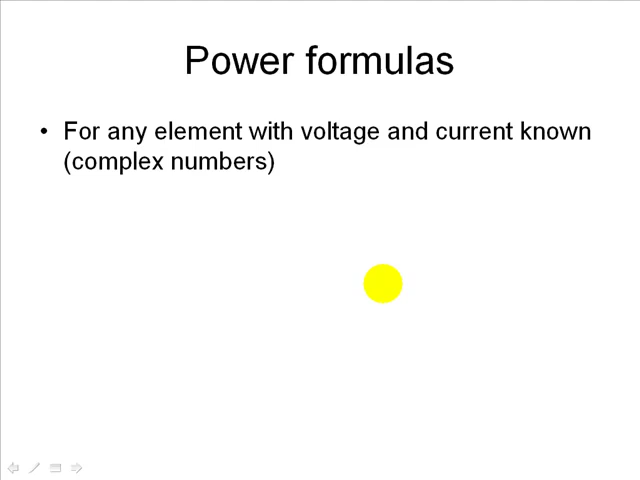 Power formulas
• For any element with voltage and current known
(complex numbers)